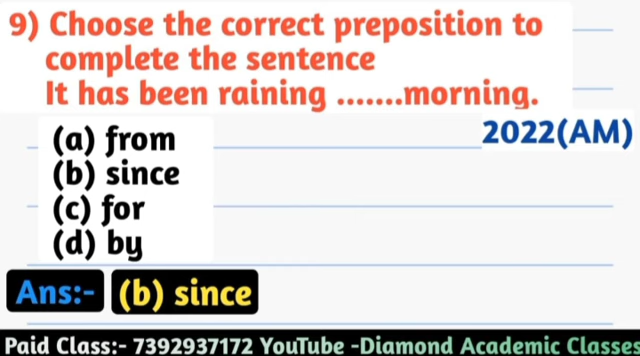 9) Choose the correct preposition to
complete the sentence
It has been raining .......morning.
2022(AM)
(a) from
(b) since
(c) for
(d) by
Ans:- (b) since
Paid Class:- 7392937172 YouTube -Diamond Academic Classes